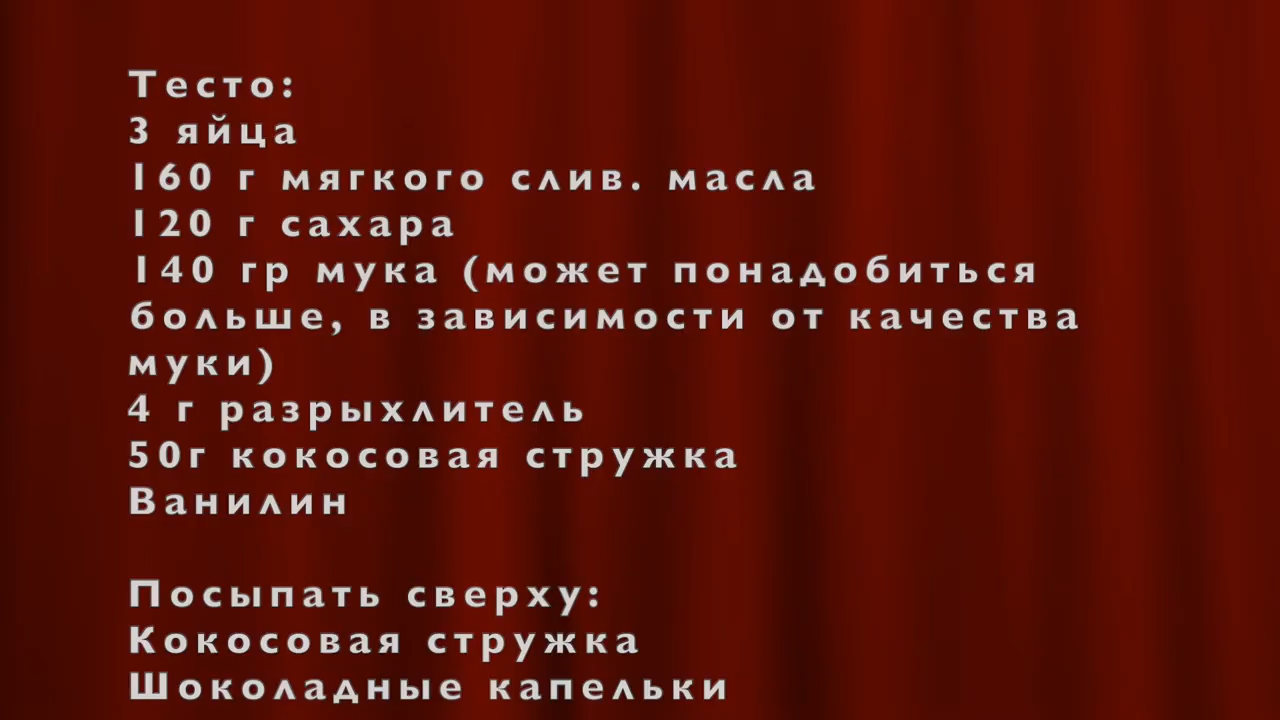 Тесто:
3 яйца
160 г мягкого слив. масла
120 г сахара
140 гр мука (может понадобиться
больше, в зависимости от качества
муки)
4 г разрыхлитель
50г кокосовая стружка
Ванилин
Посыпать сверху:
Кокосовая стружка
Шоколадные капельки